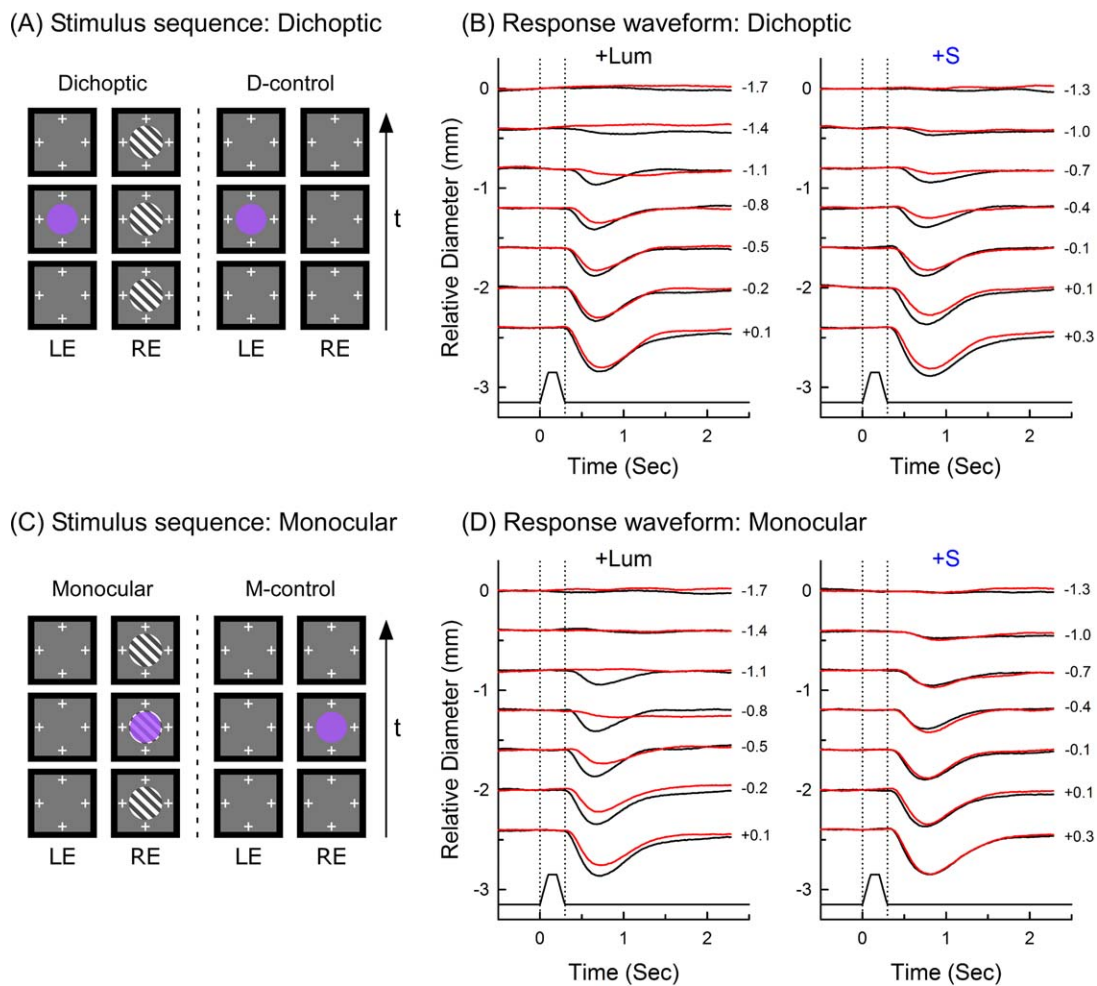 (A) Stimulus sequence: Dichoptic
Dichoptic
D-control
t
LE RE LE RE
(B) Response waveform: Dichoptic
+Lum
+S
Relative Diameter (mm)
0
-1
-2
-3
-1.7
-1.4
-1.1
-0.8
-0.5
-0.2
+0.1
-1.3
-1.0
-0.7
-0.4
-0.1
+0.1
+0.3
0 1 2
0 1 2
Time (Sec)
Time (Sec)
(C) Stimulus sequence: Monocular
Monocular
M-control
t
LE RE LE RE
(D) Response waveform: Monocular
+Lum
+S
Relative Diameter (mm)
0
-1
-2
-3
-1.7
-1.4
-1.1
-0.8
-0.5
-0.2
+0.1
-1.3
-1.0
-0.7
-0.4
-0.1
+0.1
+0.3
0 1 2
0 1 2
Time (Sec)
Time (Sec)